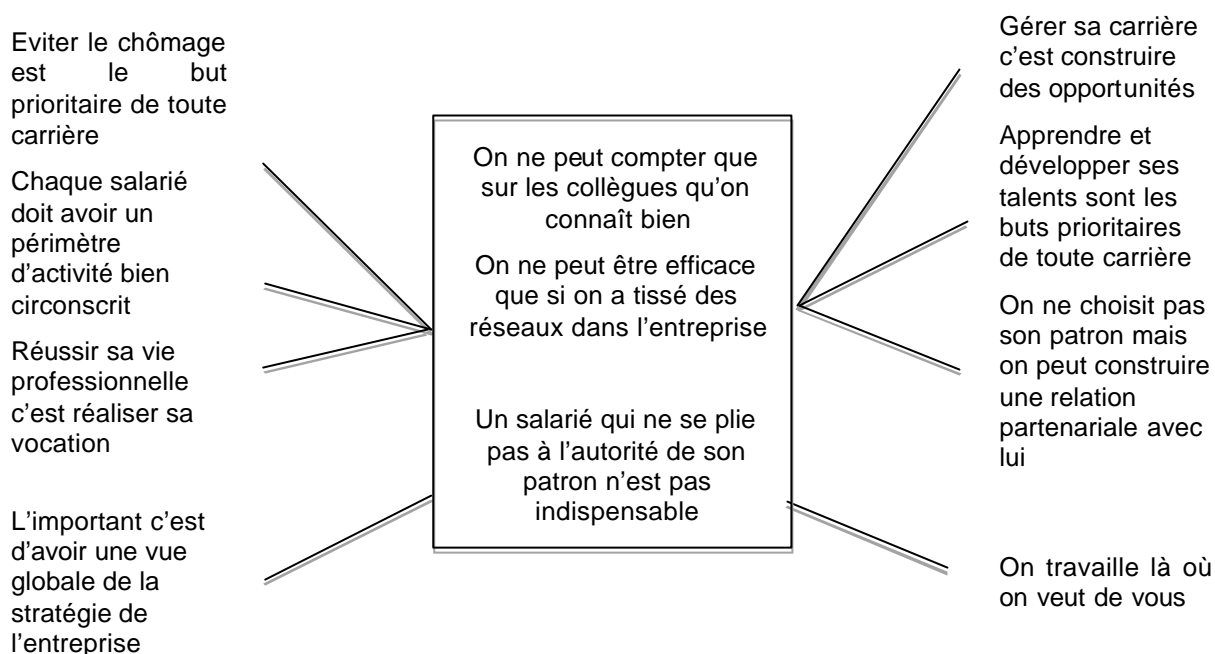 Eviter le chômage
est le but
prioritaire de toute
carrière
Chaque salarié
doit avoir un
périmètre
d'activité bien
circonscrit
Réussir sa vie
professionnelle
c'est réaliser sa
vocation
L'important c'est
d'avoir une vue
globale de la
stratégie de
l'entreprise
On ne peut compter que
sur les collègues qu'on
connaît bien
On ne peut être efficace
que si on a tissé des
réseaux dans l'entreprise
Un salarié qui ne se plie
pas à l'autorité de son
patron n'est pas
indispensable
Gérer sa carrière
c'est construire
des opportunités
Apprendre et
développer ses
talents sont les
buts prioritaires
de toute carrière
On ne choisit pas
son patron mais
on peut construire
une relation
partenariale avec
lui
On travaille là où
on veut de vous